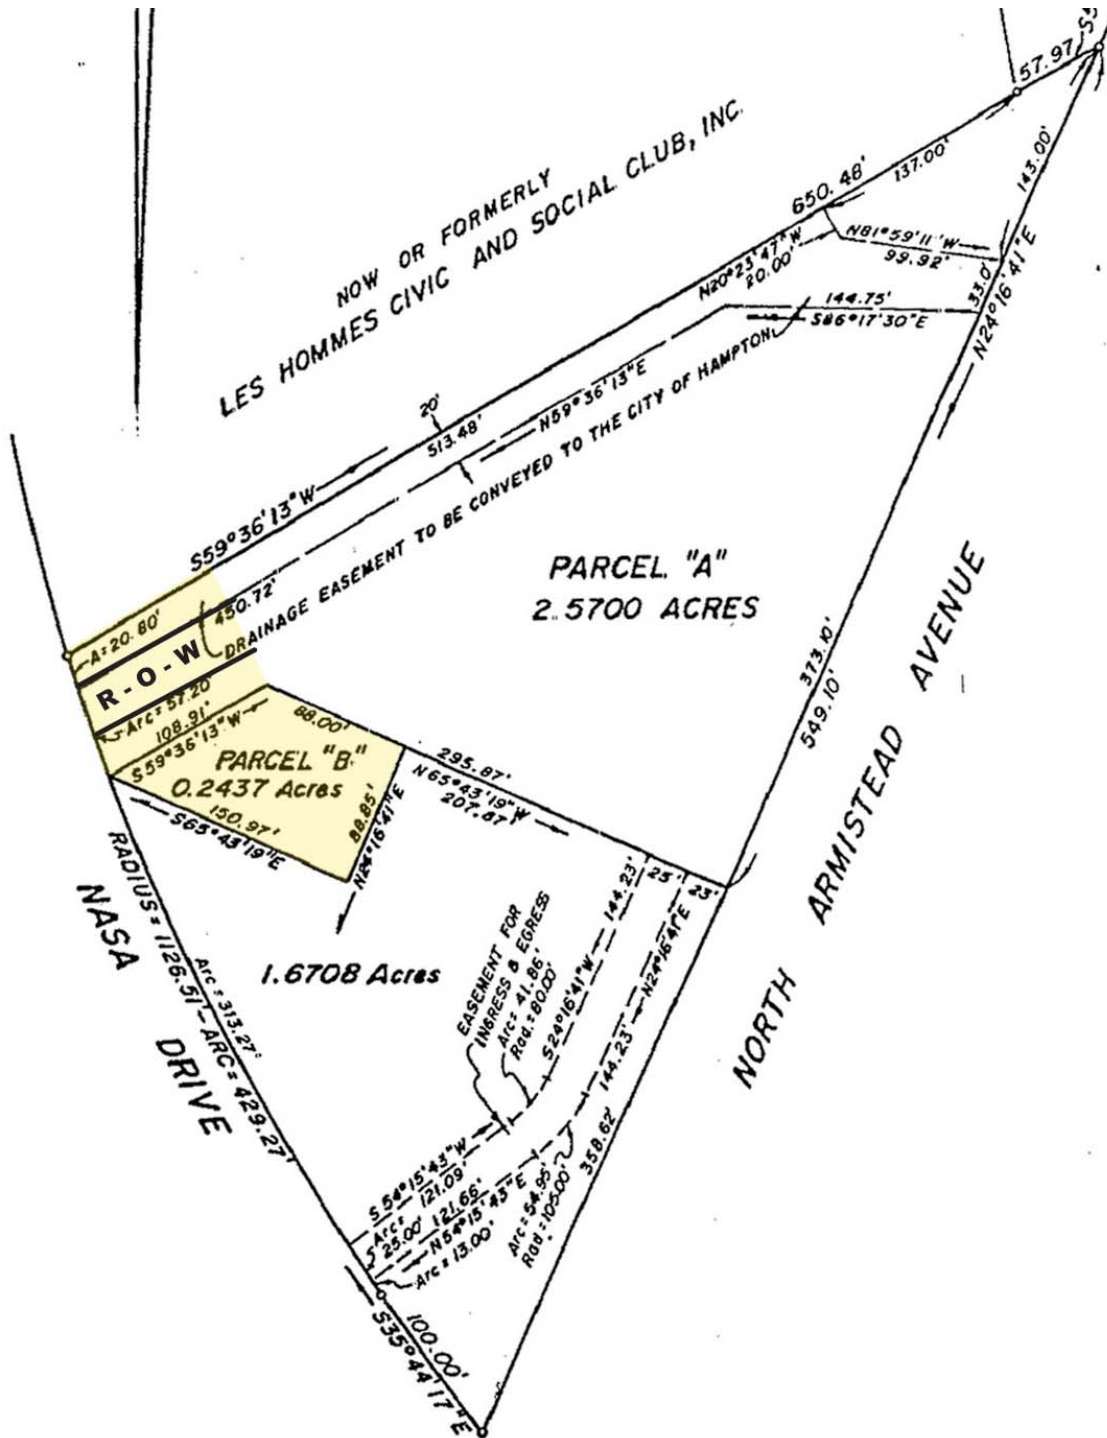 57.97
143.00'
137.00'
650.48'
NOW OR FORMERLY
LES HOMMES CIVIC AND SOCIAL CLUB, INC.
N81°59'11"W
99.92'
N20°23'47"W
20.00'
33.0'
N24°16'41"E
144.75'
S86°17'30"E
20'
513.48'
N59°36'13"E
S59°36'13"W
DRAINAGE EASEMENT TO BE CONVEYED TO THE CITY OF HAMPTON
450.72'
A=20.80'
R-O-W
Arc=57.20'
108.91'
S59°36'13"W
PARCEL "A"
2.5700 ACRES
373.10'
549.10'
NORTH ARMISTEAD AVENUE
88.00'
PARCEL "B"
0.2437 Acres
150.97'
S65°43'19"E
88.85'
N24°16'41"E
295.87'
N65°43'19"W
207.87'
25'
23'
144.23'
S24°16'41"W
N24°16'41"E
144.23'
EASEMENT FOR
INGRESS & EGRESS
Arc=41.86'
Rad.=80.00'
1.6708 Acres
NASA DRIVE
RADIUS=1126.51'-ARC=429.27'
Arc=313.27'
358.62'
S54°15'43"W
121.09'
Arc=
25.00'
121.66'
N54°15'43"E
Arc=13.00'
Arc=54.95'
Rad=105.00'
100.00'
S35°44'17"E